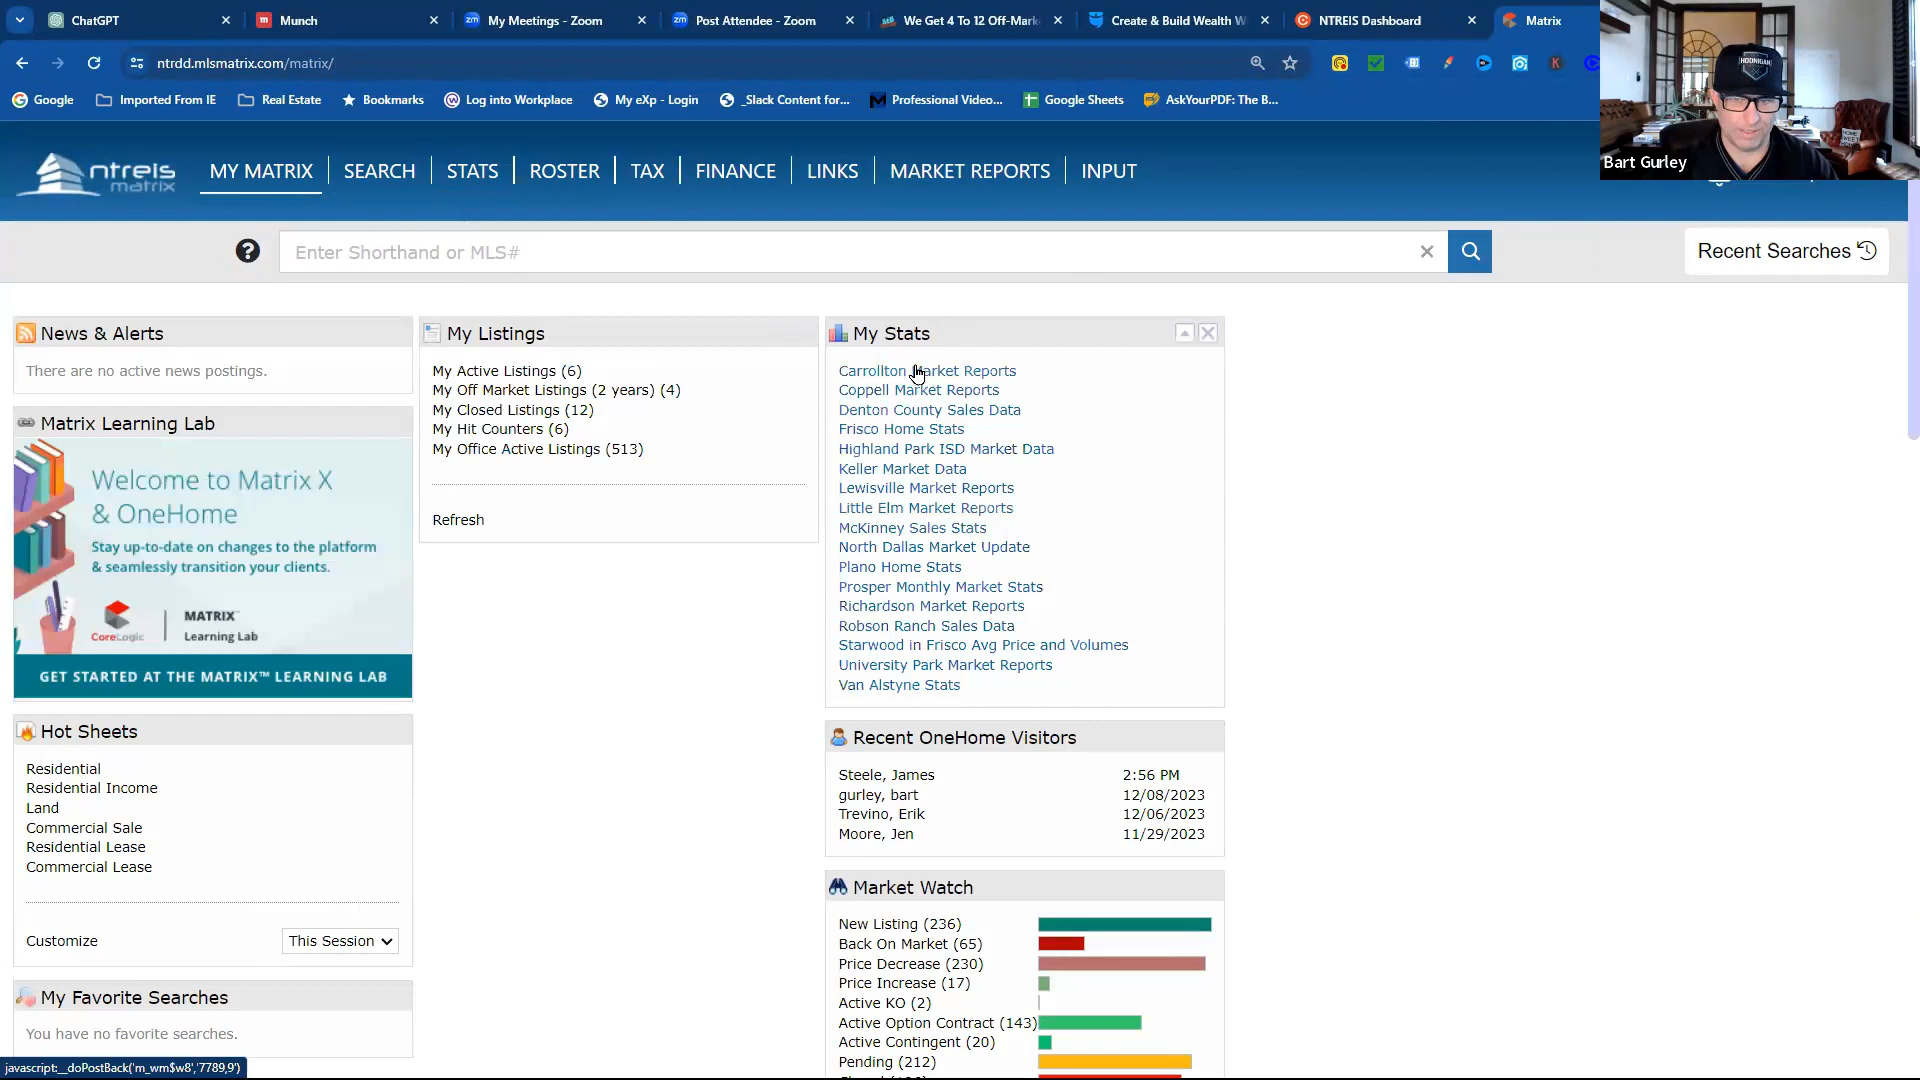 ChatGPT
Munch
My Meetings - Zoom
Post Attendee - Zoom
We Get 4 To 12 Off-Mark
Create & Build Wealth W
NTREIS Dashboard
Matrix
ntrdd.mlsmatrix.com/matrix/
Google
Imported From IE
Real Estate
Bookmarks
Log into Workplace
My eXp - Login
_Slack Content for...
Professional Video...
Google Sheets
AskYourPDF: The B...
HOONIGAN
Bart Gurley
ntreis
matrix
MY MATRIX
SEARCH
STATS
ROSTER
TAX
FINANCE
LINKS
MARKET REPORTS
INPUT
Enter Shorthand or MLS#
Recent Searches
News & Alerts
There are no active news postings.
Matrix Learning Lab
Welcome to Matrix X
& OneHome
Stay up-to-date on changes to the platform
& seamlessly transition your clients.
CoreLogic
MATRIX™
Learning Lab
GET STARTED AT THE MATRIX™ LEARNING LAB
Hot Sheets
Residential
Residential Income
Land
Commercial Sale
Residential Lease
Commercial Lease
Customize
This Session
My Favorite Searches
You have no favorite searches.
javascript:__doPostBack('m_wm$w8','7789,9')
My Listings
My Active Listings (6)
My Off Market Listings (2 years) (4)
My Closed Listings (12)
My Hit Counters (6)
My Office Active Listings (513)
Refresh
My Stats
Carrollton Market Reports
Coppell Market Reports
Denton County Sales Data
Frisco Home Stats
Highland Park ISD Market Data
Keller Market Data
Lewisville Market Reports
Little Elm Market Reports
McKinney Sales Stats
North Dallas Market Update
Plano Home Stats
Prosper Monthly Market Stats
Richardson Market Reports
Robson Ranch Sales Data
Starwood in Frisco Avg Price and Volumes
University Park Market Reports
Van Alstyne Stats
Recent OneHome Visitors
Steele, James 2:56 PM
gurley, bart 12/08/2023
Trevino, Erik 12/06/2023
Moore, Jen 11/29/2023
Market Watch
New Listing (236)
Back On Market (65)
Price Decrease (230)
Price Increase (17)
Active KO (2)
Active Option Contract (143)
Active Contingent (20)
Pending (212)